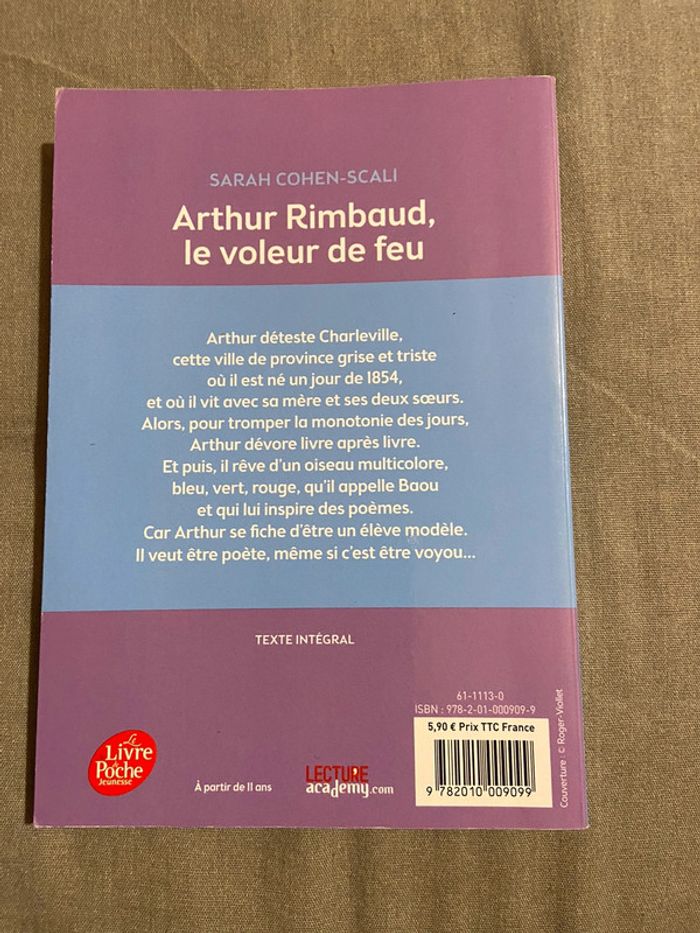 SARAH COHEN-SCALI
Arthur Rimbaud,
le voleur de feu
Arthur déteste Charleville,
cette ville de province grise et triste
où il est né un jour de 1854,
et où il vit avec sa mère et ses deux sœurs.
Alors, pour tromper la monotonie des jours,
Arthur dévore livre après livre.
Et puis, il rêve d'un oiseau multicolore,
bleu, vert, rouge, qu'il appelle Baou
et qui lui inspire des poèmes.
Car Arthur se fiche d'être un élève modèle.
Il veut être poète, même si c'est être voyou...
TEXTE INTÉGRAL
61-1113-0
ISBN : 978-2-01-000909-9
5,90 € Prix TTC France
9 782010 009099
Couverture : © Roger-Viollet
Le
Livre
de
Poche
Jeunesse
À partir de 11 ans
LECTURE
academy.com